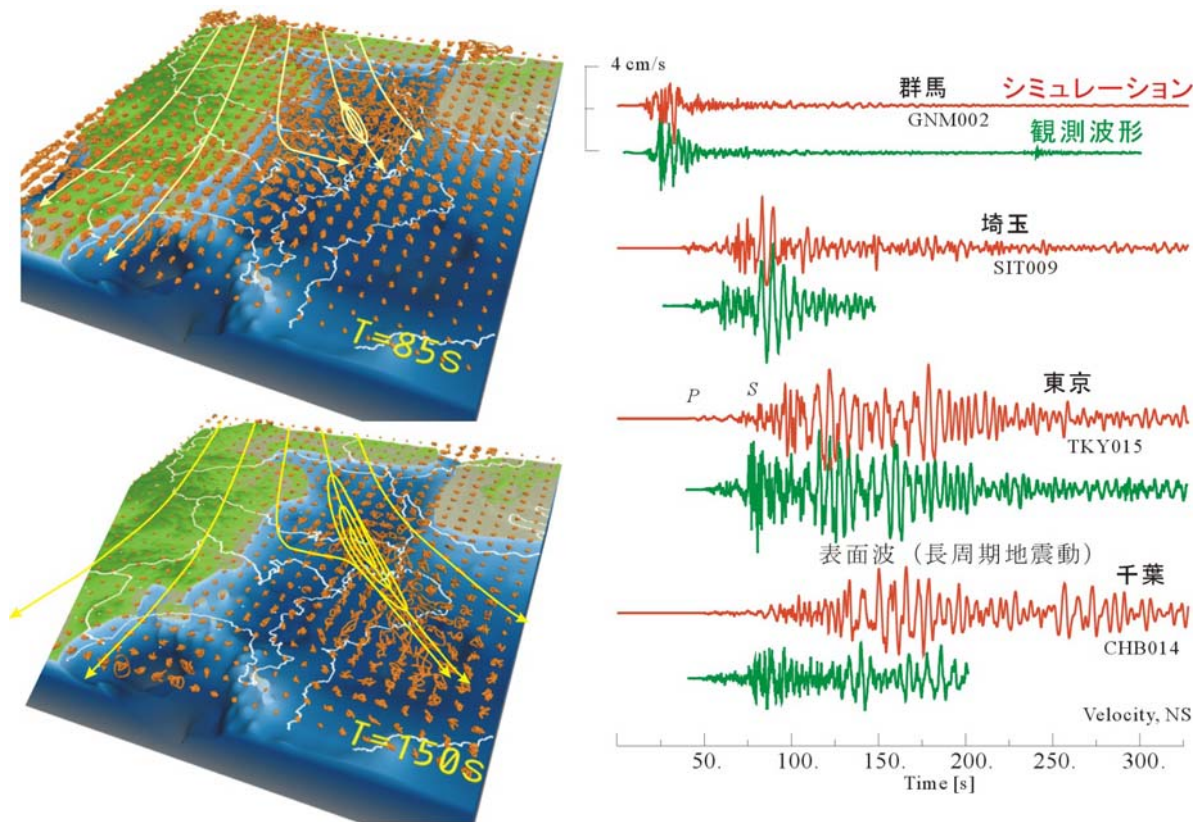 T=85s
T=150s
4 cm/s
群馬
シミュレーション
GNM002
観測波形
埼玉
SIT009
P
S
東京
TKY015
表面波（長周期地震動）
千葉
CHB014
Velocity, NS
50. 100. 150. 200. 250. 300.
Time [s]